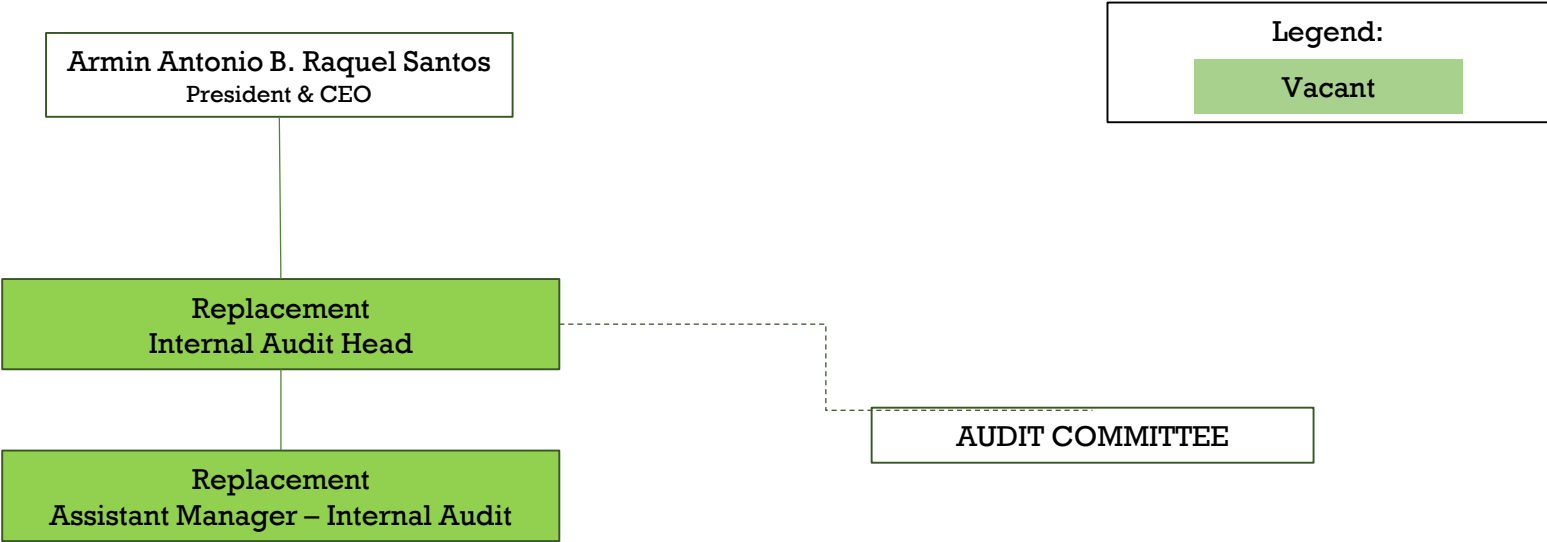 Armin Antonio B. Raquel Santos
President & CEO
Legend:
Vacant
Replacement
Internal Audit Head
AUDIT COMMITTEE
Replacement
Assistant Manager – Internal Audit